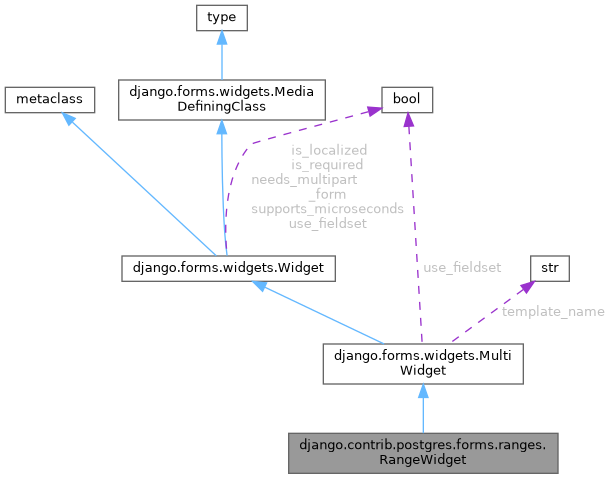 type
django.forms.widgets.Media
DefiningClass
metaclass
bool
is_localized
is_required
needs_multipart
_form
supports_microseconds
use_fieldset
django.forms.widgets.Widget
use_fieldset
str
template_name
django.forms.widgets.Multi
Widget
django.contrib.postgres.forms.ranges.
RangeWidget